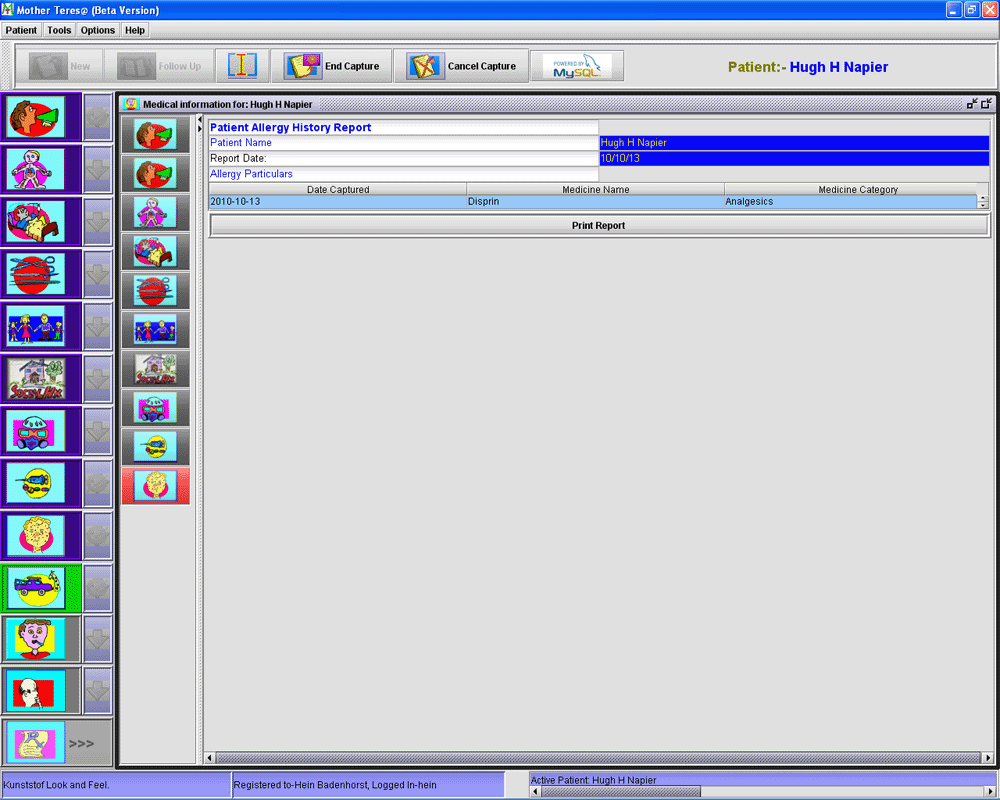 Mother Teres@ (Beta Version)
Patient Tools Options Help
New Follow Up End Capture Cancel Capture POWERED BY MySQL Patient:- Hugh H Napier
Medical information for: Hugh H Napier
Patient Allergy History Report
Patient Name Hugh H Napier
Report Date: 10/10/13
Allergy Particulars
Date Captured Medicine Name Medicine Category
2010-10-13 Disprin Analgesics
Print Report
>>>
Kunststof Look and Feel. Registered to-Hein Badenhorst, Logged In-hein Active Patient: Hugh H Napier